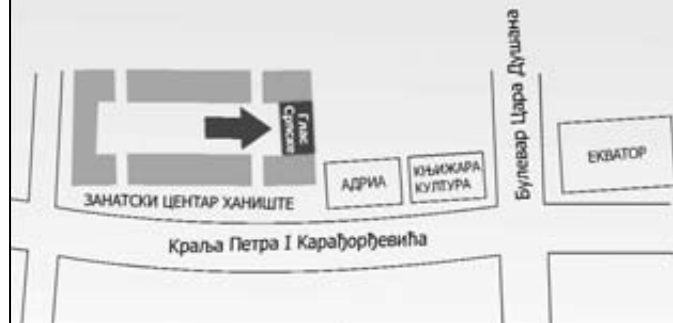 Булевар Цара Душана
Глас
Српске
ЕКВАТОР
АДРИА
КЊИЖАРА
КУЛТУРА
ЗАНАТСКИ ЦЕНТАР ХАНИШТЕ
Краља Петра I Карађорђевића